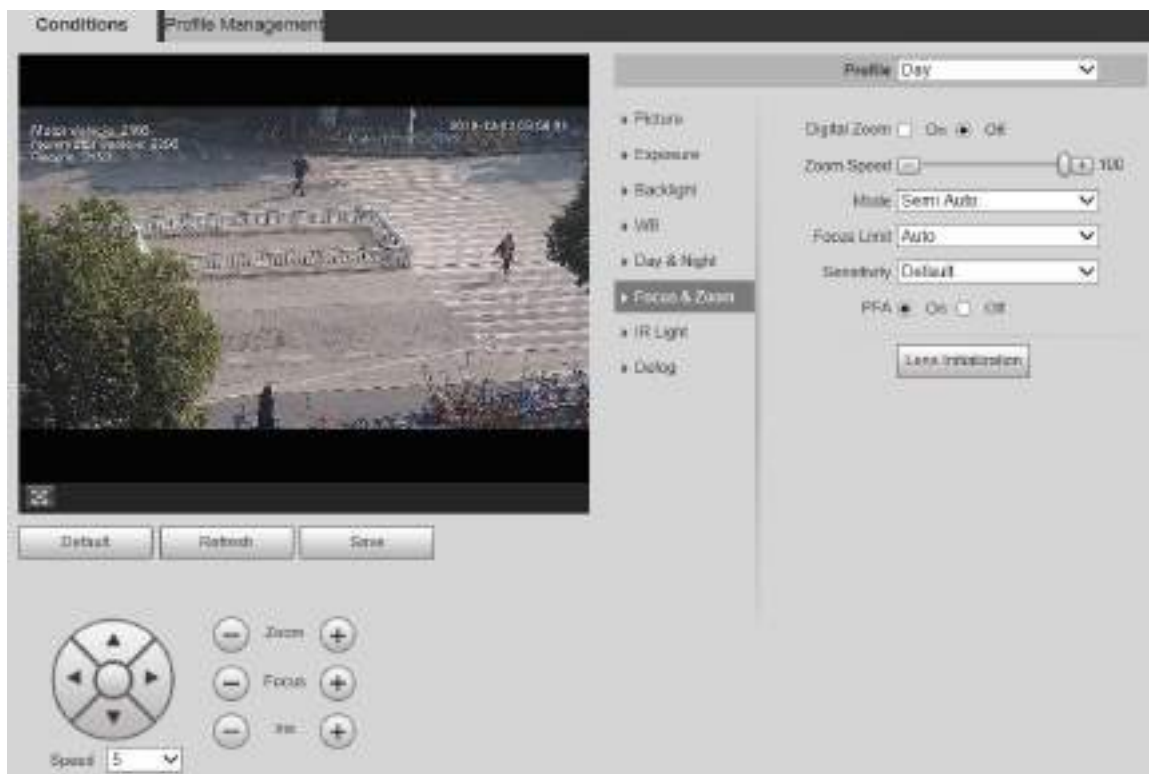 Conditions Profile Management
Profile Day
Picture
Exposure
Backlight
WB
Day & Night
Focus & Zoom
IR Light
Defog
Digital Zoom On Off
Zoom Speed 100
Mode Semi Auto
Focus Limit Auto
Sensitivity Default
PFA On Off
Lens Initialization
Default Refresh Save
Zoom
Focus
Iris
Speed 5